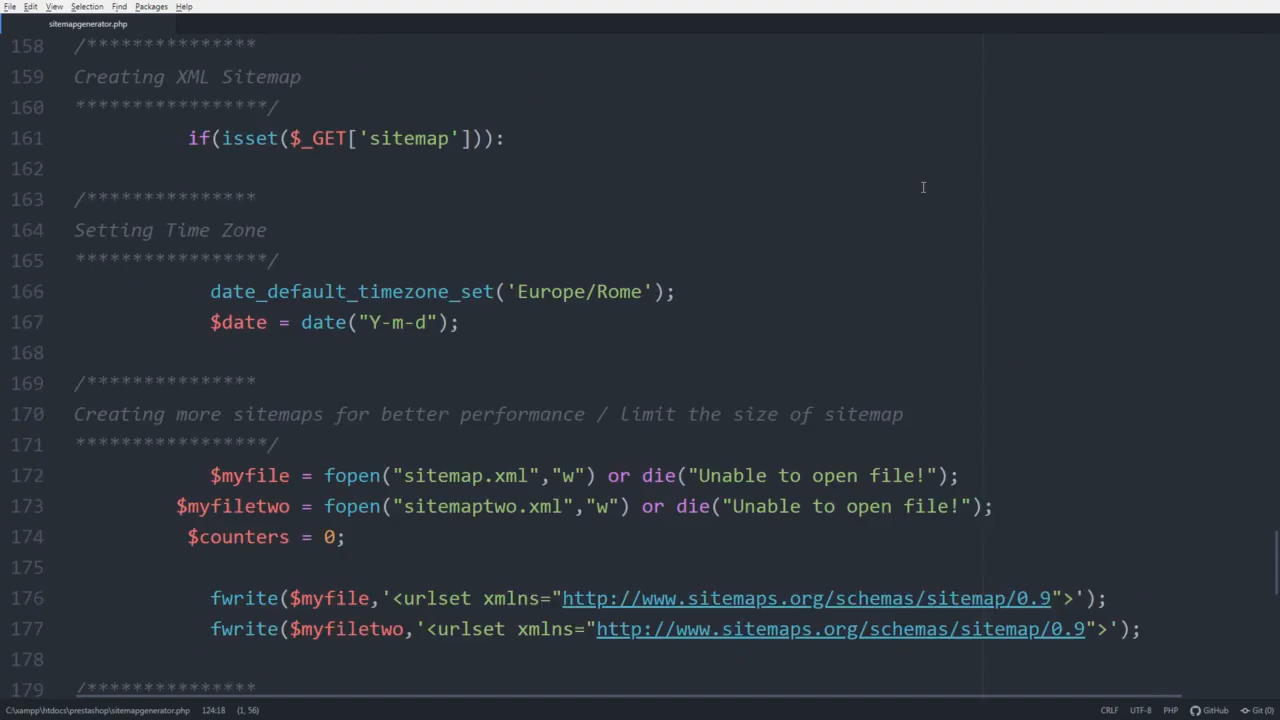 File Edit View Selection Find Packages Help
sitemapgenerator.php
158 /***************
159 Creating XML Sitemap
160 *****************/
161 if(isset($_GET['sitemap'])):
162
163 /***************
164 Setting Time Zone
165 *****************/
166 date_default_timezone_set('Europe/Rome');
167 $date = date("Y-m-d");
168
169 /***************
170 Creating more sitemaps for better performance / limit the size of sitemap
171 *****************/
172 $myfile = fopen("sitemap.xml","w") or die("Unable to open file!");
173 $myfiletwo = fopen("sitemaptwo.xml","w") or die("Unable to open file!");
174 $counters = 0;
175
176 fwrite($myfile,'<urlset xmlns="http://www.sitemaps.org/schemas/sitemap/0.9">');
177 fwrite($myfiletwo,'<urlset xmlns="http://www.sitemaps.org/schemas/sitemap/0.9">');
178
179 /***************
C:\xampp\htdocs\prestashop\sitemapgenerator.php 124:18 (1, 56) CRLF UTF-8 PHP GitHub Git (0)